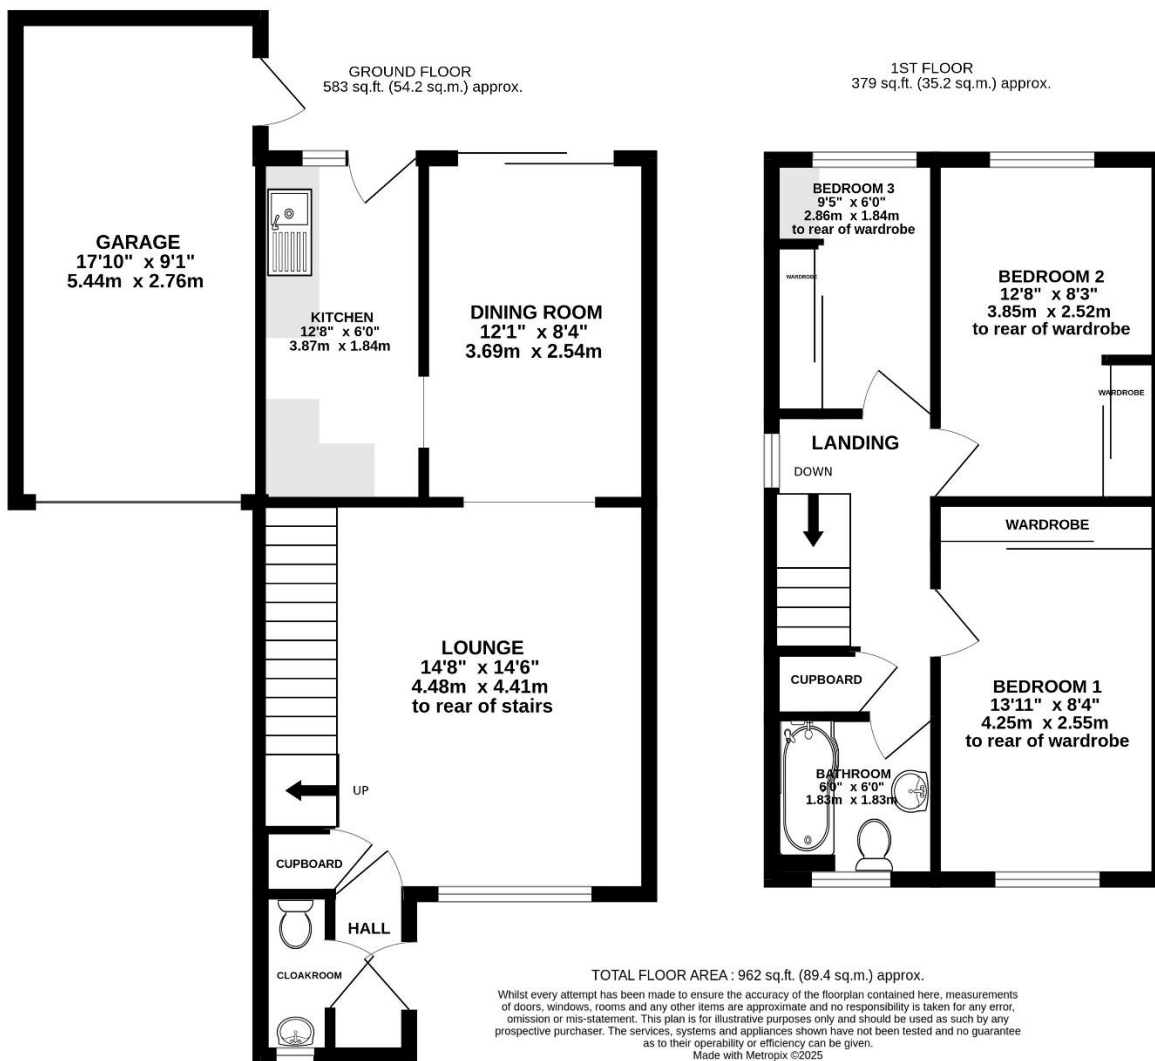 GROUND FLOOR
583 sq.ft. (54.2 sq.m.) approx.
GARAGE
17'10" x 9'1"
5.44m x 2.76m
KITCHEN
12'8" x 6'0"
3.87m x 1.84m
DINING ROOM
12'1" x 8'4"
3.69m x 2.54m
LOUNGE
14'8" x 14'6"
4.48m x 4.41m
to rear of stairs
UP
CUPBOARD
HALL
CLOAKROOM
1ST FLOOR
379 sq.ft. (35.2 sq.m.) approx.
BEDROOM 3
9'5" x 6'0"
2.86m x 1.84m
to rear of wardrobe
WARDROBE
BEDROOM 2
12'8" x 8'3"
3.85m x 2.52m
to rear of wardrobe
WARDROBE
LANDING
DOWN
WARDROBE
CUPBOARD
BEDROOM 1
13'11" x 8'4"
4.25m x 2.55m
to rear of wardrobe
BATHROOM
6'0" x 6'0"
1.83m x 1.83m
TOTAL FLOOR AREA : 962 sq.ft. (89.4 sq.m.) approx.
Whilst every attempt has been made to ensure the accuracy of the floorplan contained here, measurements
of doors, windows, rooms and any other items are approximate and no responsibility is taken for any error,
omission or mis-statement. This plan is for illustrative purposes only and should be used as such by any
prospective purchaser. The services, systems and appliances shown have not been tested and no guarantee
as to their operability or efficiency can be given.
Made with Metropix ©2025